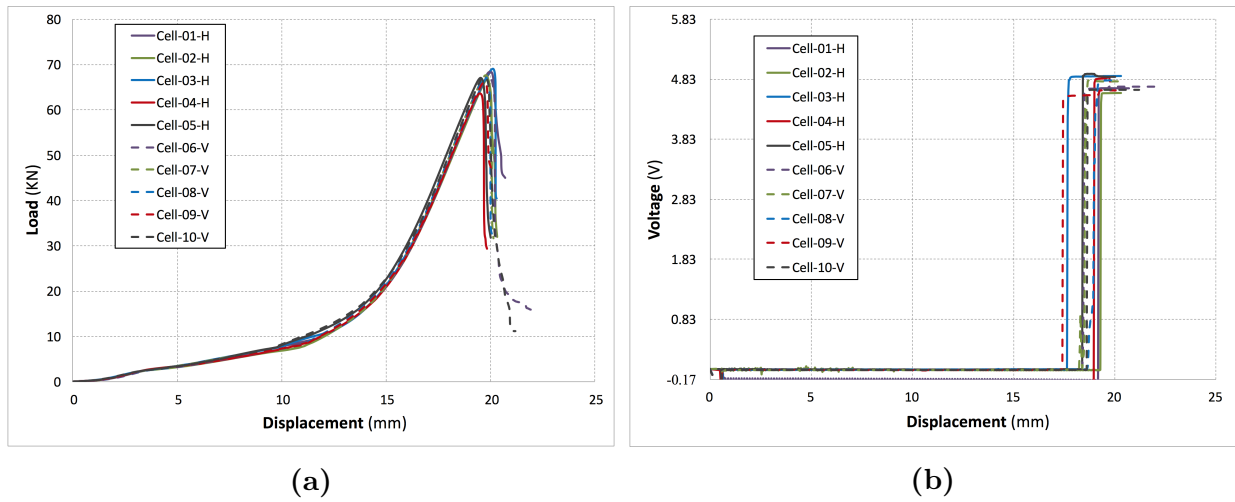 80
70
60
50
40
30
20
10
0
Load (KN)
Cell-01-H
Cell-02-H
Cell-03-H
Cell-04-H
Cell-05-H
Cell-06-V
Cell-07-V
Cell-08-V
Cell-09-V
Cell-10-V
0 5 10 15 20 25
Displacement (mm)
(a)
5.83
4.83
3.83
2.83
1.83
0.83
-0.17
Voltage (V)
Cell-01-H
Cell-02-H
Cell-03-H
Cell-04-H
Cell-05-H
Cell-06-V
Cell-07-V
Cell-08-V
Cell-09-V
Cell-10-V
0 5 10 15 20 25
Displacement (mm)
(b)